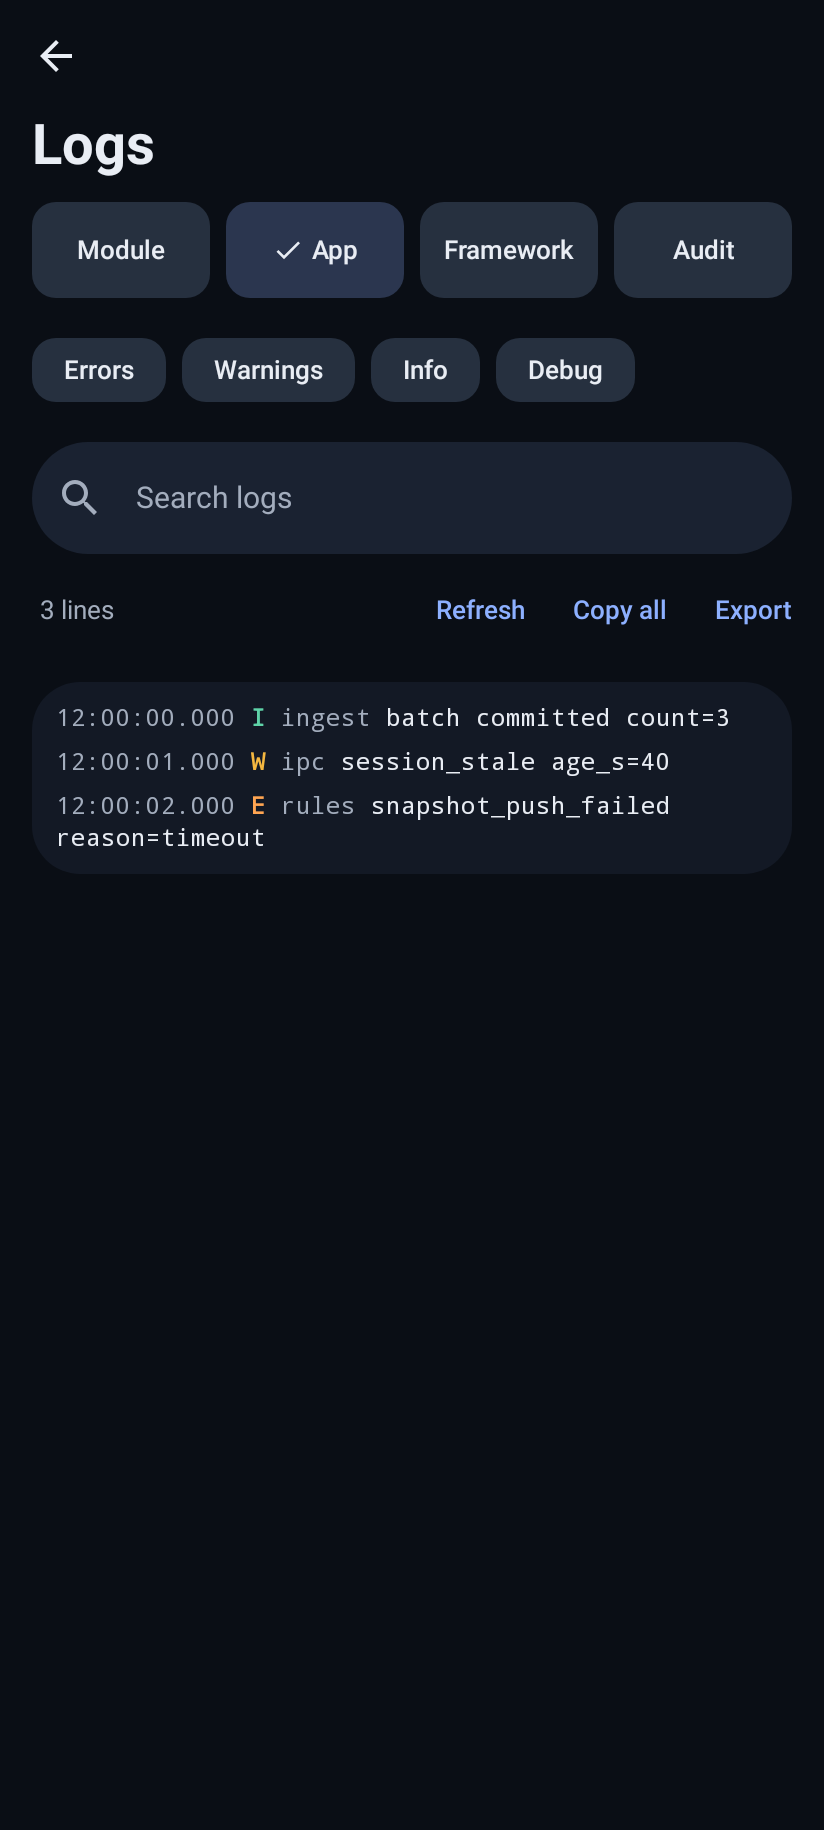 Logs
Module App Framework Audit
Errors Warnings Info Debug
Search logs
3 lines Refresh Copy all Export
12:00:00.000 I ingest batch committed count=3
12:00:01.000 W ipc session_stale age_s=40
12:00:02.000 E rules snapshot_push_failed
reason=timeout